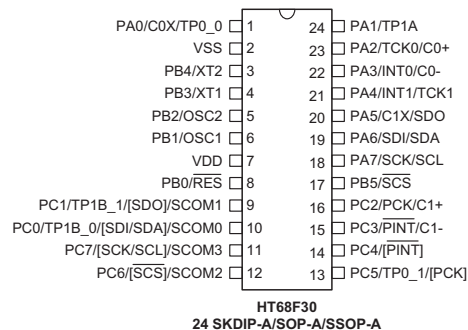 PA0/C0X/TP0_0 1 24 PA1/TP1A
VSS 2 23 PA2/TCK0/C0+
PB4/XT2 3 22 PA3/INT0/C0-
PB3/XT1 4 21 PA4/INT1/TCK1
PB2/OSC2 5 20 PA5/C1X/SDO
PB1/OSC1 6 19 PA6/SDI/SDA
VDD 7 18 PA7/SCK/SCL
PB0/RES 8 17 PB5/SCS
PC1/TP1B_1/[SDO]/SCOM1 9 16 PC2/PCK/C1+
PC0/TP1B_0/[SDI/SDA]/SCOM0 10 15 PC3/PINT/C1-
PC7/[SCK/SCL]/SCOM3 11 14 PC4/[PINT]
PC6/[SCS]/SCOM2 12 13 PC5/TP0_1/[PCK]
HT68F30
24 SKDIP-A/SOP-A/SSOP-A